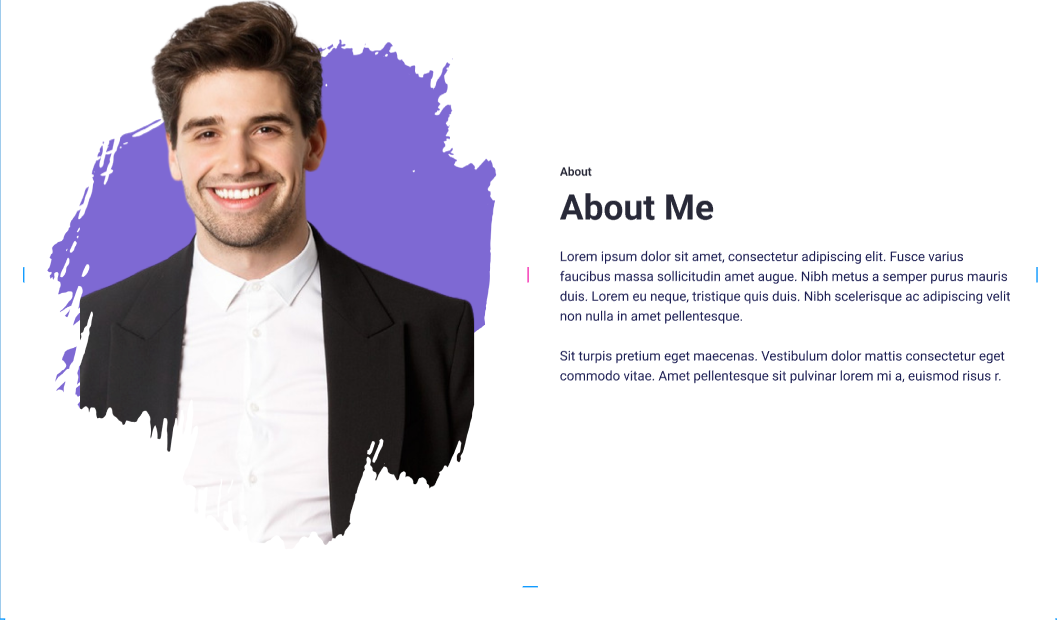 About
About Me
Lorem ipsum dolor sit amet, consectetur adipiscing elit. Fusce varius
faucibus massa sollicitudin amet augue. Nibh metus a semper purus mauris
duis. Lorem eu neque, tristique quis duis. Nibh scelerisque ac adipiscing velit
non nulla in amet pellentesque.
Sit turpis pretium eget maecenas. Vestibulum dolor mattis consectetur eget
commodo vitae. Amet pellentesque sit pulvinar lorem mi a, euismod risus r.